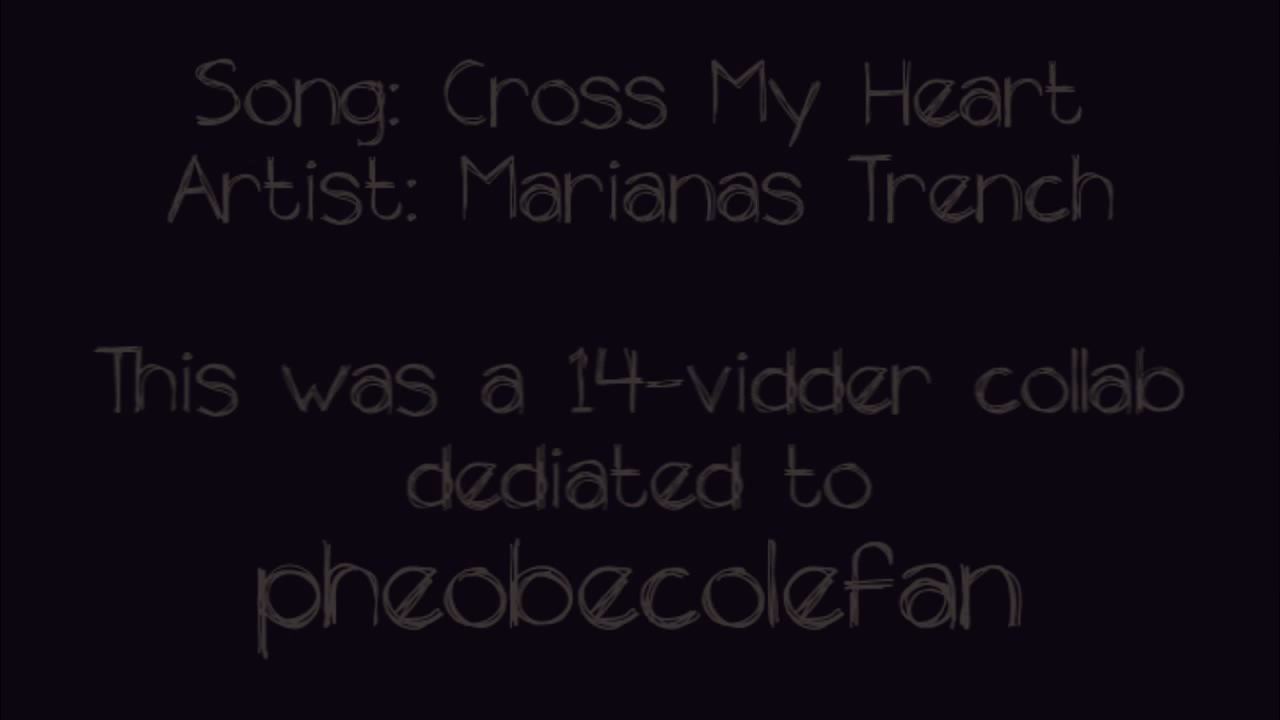 Song: Cross My Heart
Artist: Marianas Trench
This was a 14-vidder collab
dediated to
pheobecolefan